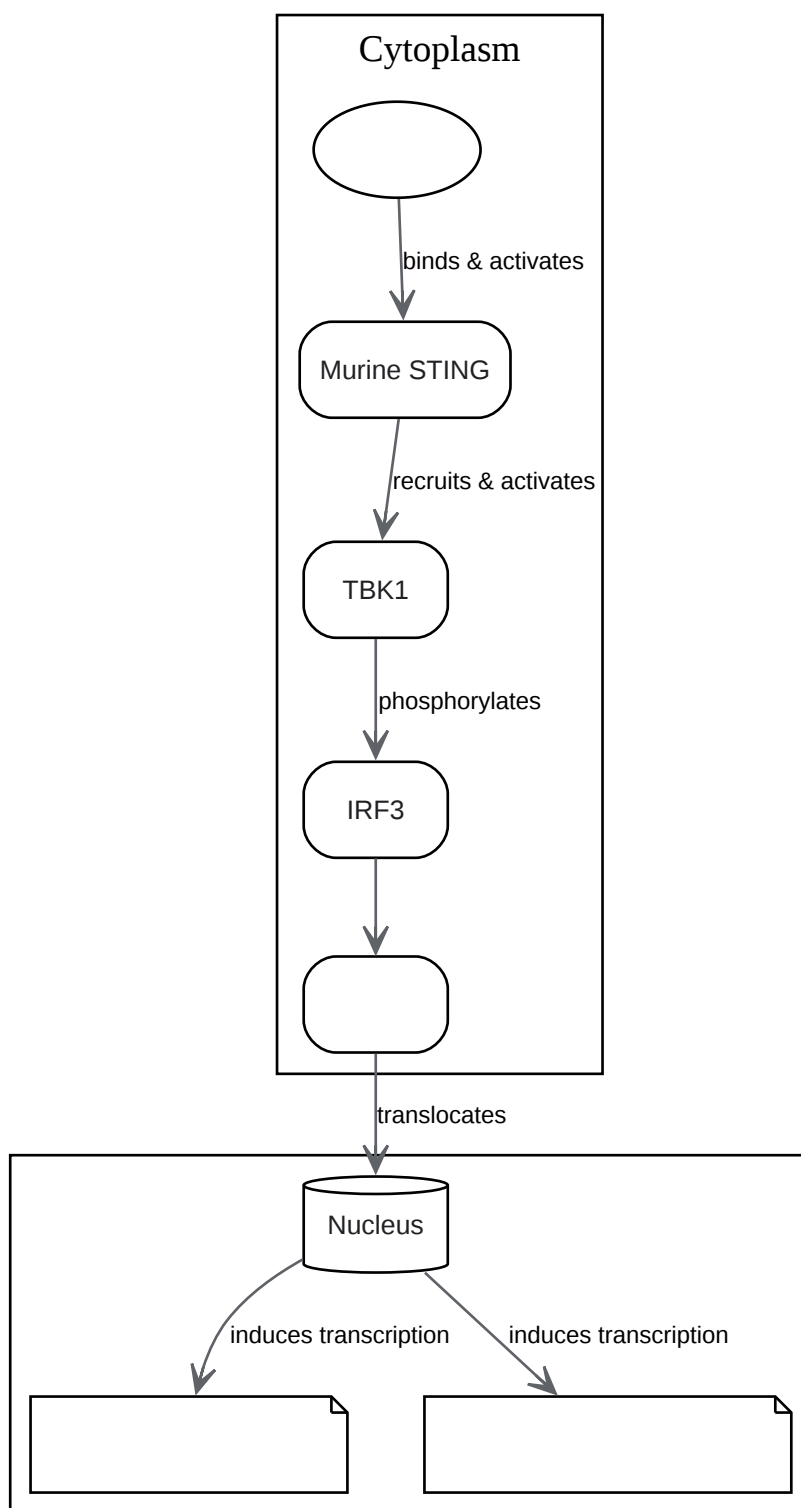 Cytoplasm
binds & activates
Murine STING
recruits & activates
TBK1
phosphorylates
IRF3
translocates
Nucleus
induces transcription
induces transcription